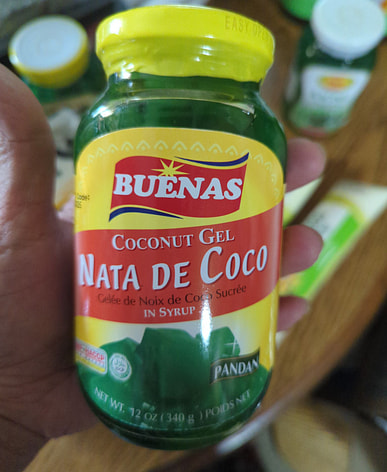 BUENAS
COCONUT GEL
NATA DE COCO
Gelée de Noix de Coco Sucrée
IN SYRUP
PANDAN
NET WT. 12 OZ (340 g) POIDS NET